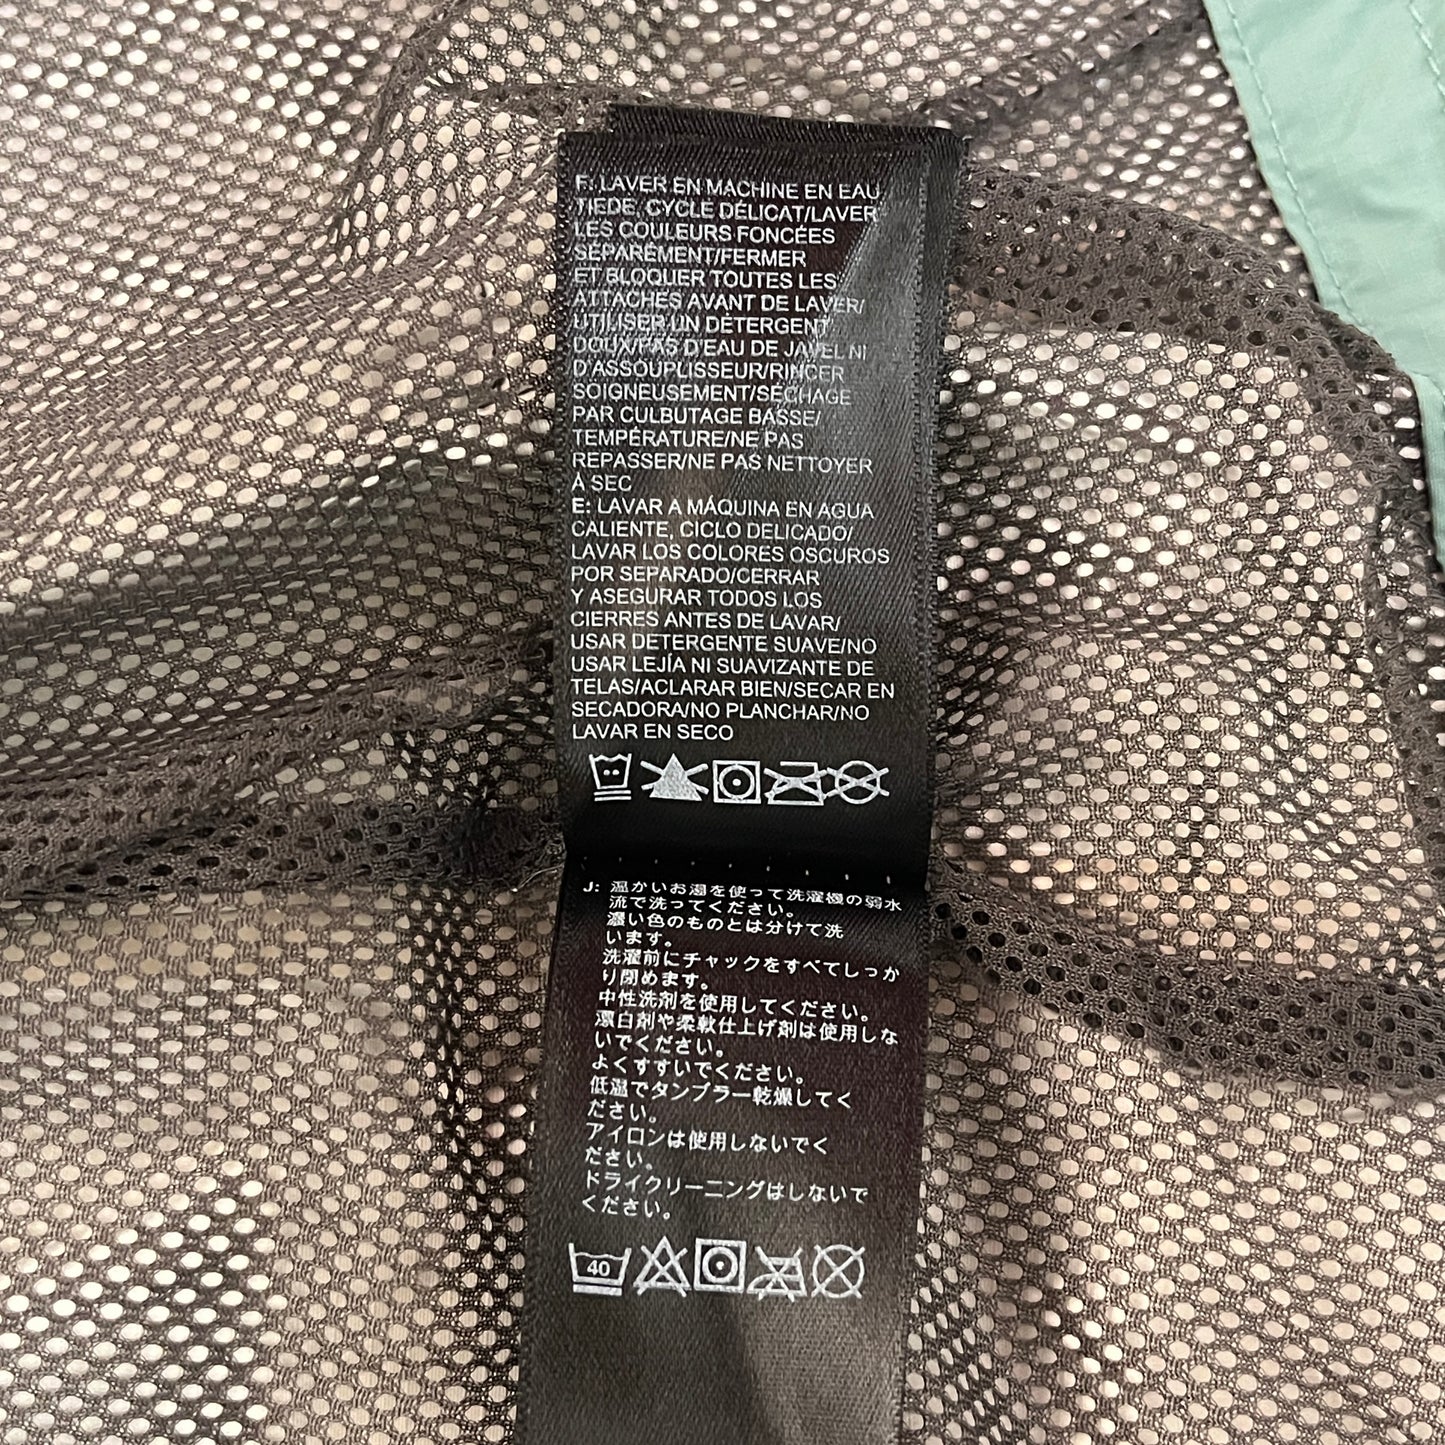 F: LAVER EN MACHINE EN EAU
TIEDE, CYCLE DÉLICAT/LAVER
LES COULEURS FONCÉES
SÉPARÉMENT/FERMER
ET BLOQUER TOUTES LES
ATTACHES AVANT DE LAVER/
UTILISER UN DÉTERGENT
DOUX/PAS D'EAU DE JAVEL NI
D'ASSOUPLISSEUR/RINCER
SOIGNEUSEMENT/SÉCHAGE
PAR CULBUTAGE BASSE/
TEMPÉRATURE/NE PAS
REPASSER/NE PAS NETTOYER
À SEC
E: LAVAR A MÁQUINA EN AGUA
CALIENTE, CICLO DELICADO/
LAVAR LOS COLORES OSCUROS
POR SEPARADO/CERRAR
Y ASEGURAR TODOS LOS
CIERRES ANTES DE LAVAR/
USAR DETERGENTE SUAVE/NO
USAR LEJÍA NI SUAVIZANTE DE
TELAS/ACLARAR BIEN/SECAR EN
SECADORA/NO PLANCHAR/NO
LAVAR EN SECO
J: 温かいお湯を使って洗濯機の弱水
流で洗ってください。
濃い色のものとは分けて洗
います。
洗濯前にチャックをすべてしっか
り閉めます。
中性洗剤を使用してください。
漂白剤や柔軟仕上げ剤は使用しな
いでください。
よくすすいでください。
低温でタンブラー乾燥してく
ださい。
アイロンは使用しないでく
ださい。
ドライクリーニングはしないで
ください。
40